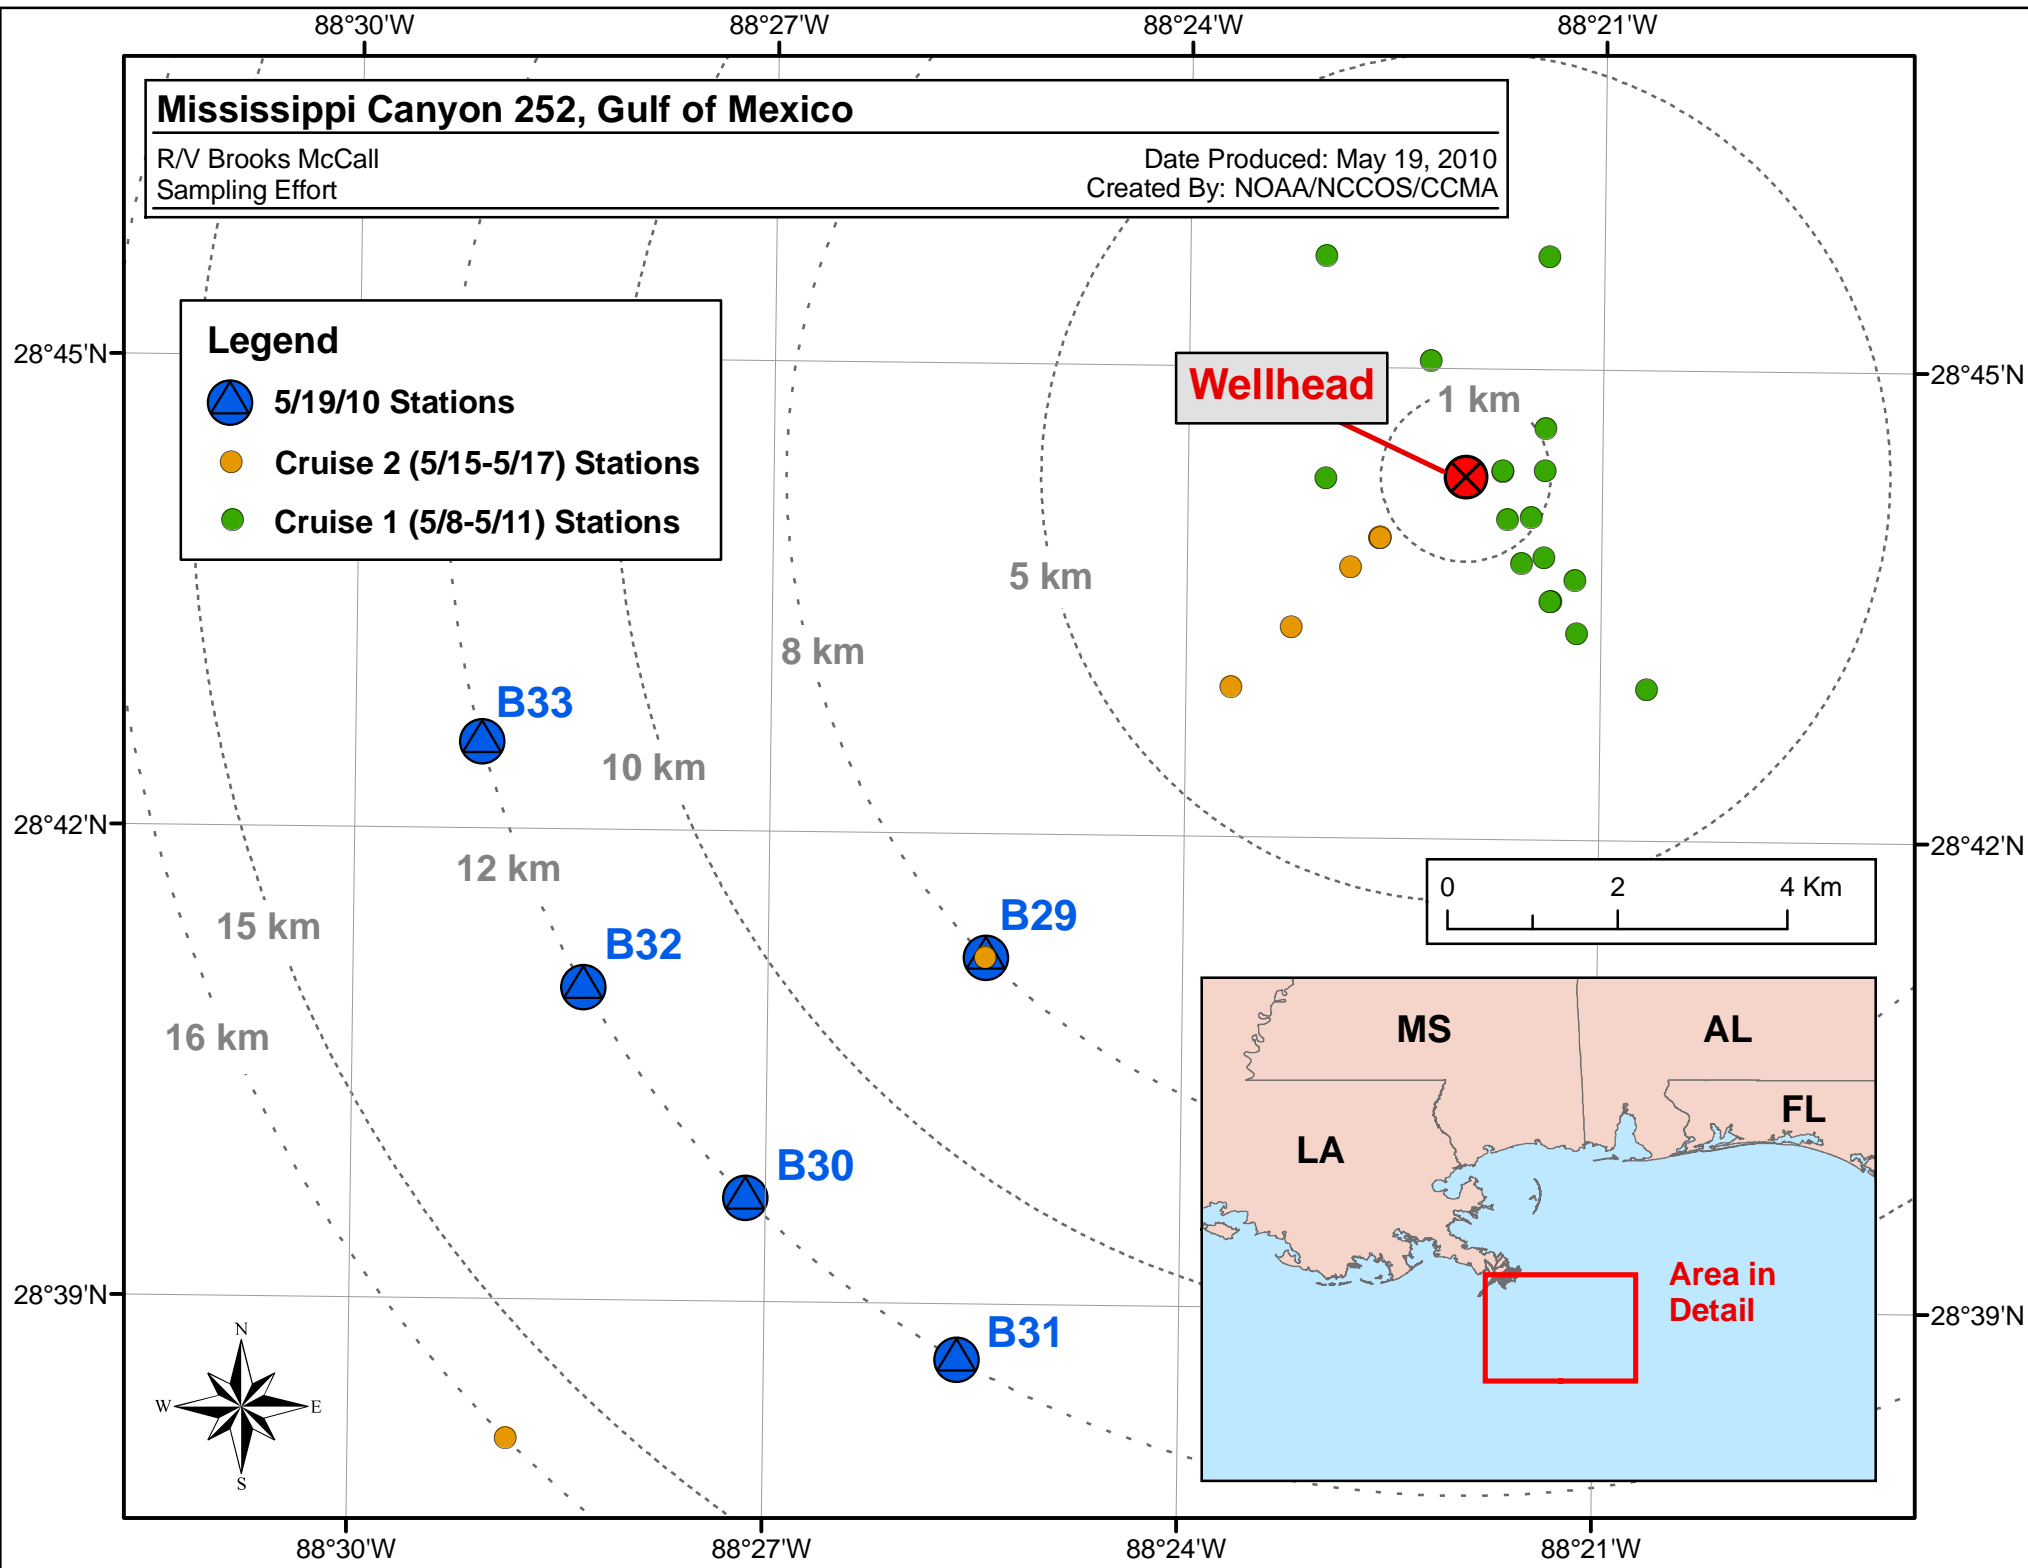 88°30'W
88°27'W
88°24'W
88°21'W
Mississippi Canyon 252, Gulf of Mexico
R/V Brooks McCall
Date Produced: May 19, 2010
Sampling Effort
Created By: NOAA/NCCOS/CCMA
Legend
5/19/10 Stations
Cruise 2 (5/15-5/17) Stations
Cruise 1 (5/8-5/11) Stations
28°45'N
28°45'N
Wellhead
1 km
5 km
8 km
B33
10 km
28°42'N
28°42'N
12 km
0 2 4 Km
15 km
B32
B29
16 km
MS
AL
FL
LA
B30
Area in
Detail
28°39'N
28°39'N
B31
N
W
E
S
88°30'W
88°27'W
88°24'W
88°21'W